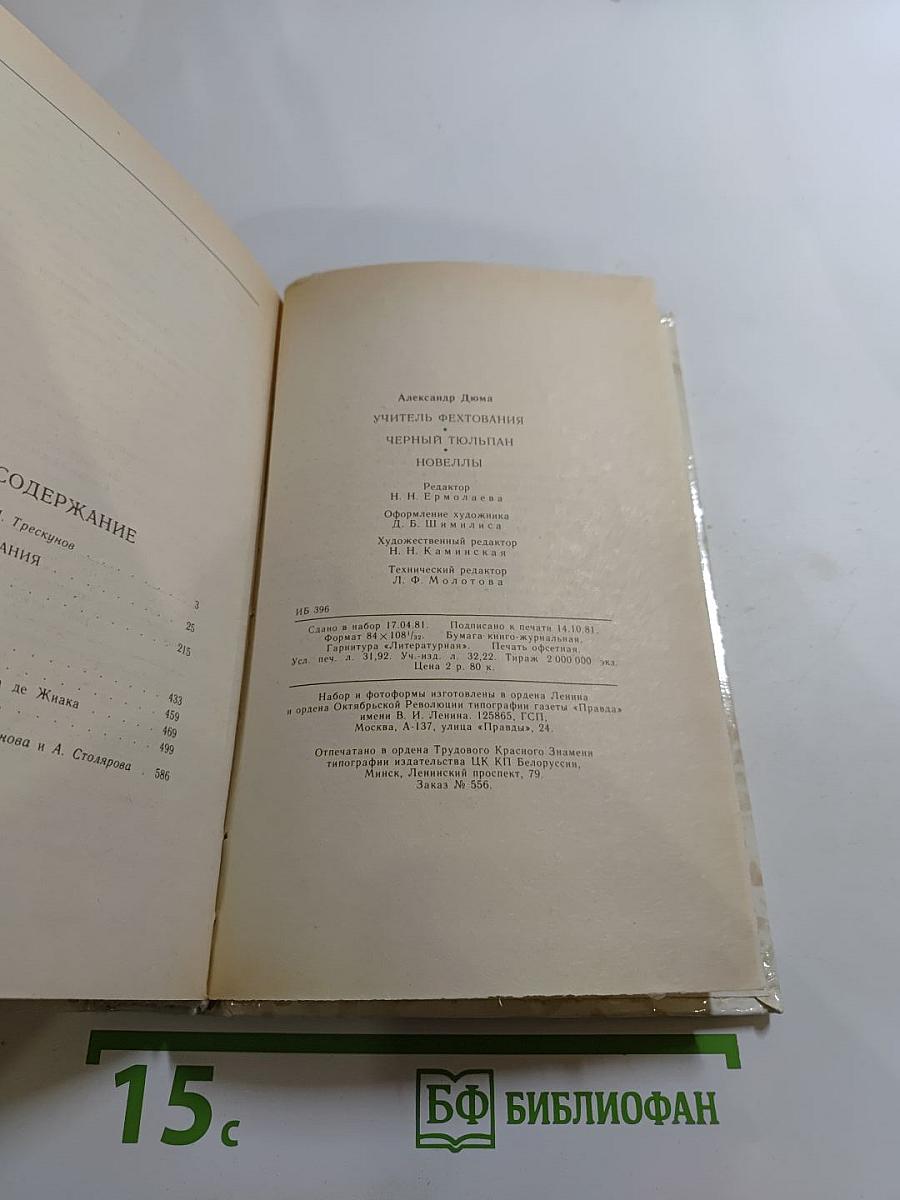 СОДЕРЖАНИЕ
Трескунов
АНИЯ
3
25
215
433
де Жиака
459
469
499
нова и А. Столярова . 586
Александр Дюма
УЧИТЕЛЬ ФЕХТОВАНИЯ
•
ЧЕРНЫЙ ТЮЛЬПАН
•
НОВЕЛЛЫ
Редактор
Н. Н. Ермолаева
Оформление художника
Д. Б. Шимилиса
Художественный редактор
Н. Н. Каминская
Технический редактор
Л. Ф. Молотова
ИБ 396
Сдано в набор 17.04.81. Подписано к печати 14.10.81.
Формат 84×108¹/₃₂. Бумага книго-журнальная.
Гарнитура «Литературная». Печать офсетная.
Усл. печ. л. 31,92. Уч.-изд. л. 32,22. Тираж 2 000 000 экз.
Цена 2 р. 80 к.
Набор и фотоформы изготовлены в ордена Ленина
и ордена Октябрьской Революции типографии газеты «Правда»
имени В. И. Ленина. 125865, ГСП,
Москва, А-137, улица «Правды», 24.
Отпечатано в ордена Трудового Красного Знамени
типографии издательства ЦК КП Белоруссии,
Минск, Ленинский проспект, 79.
Заказ № 556.
15 с
БФ БИБЛИОФАН